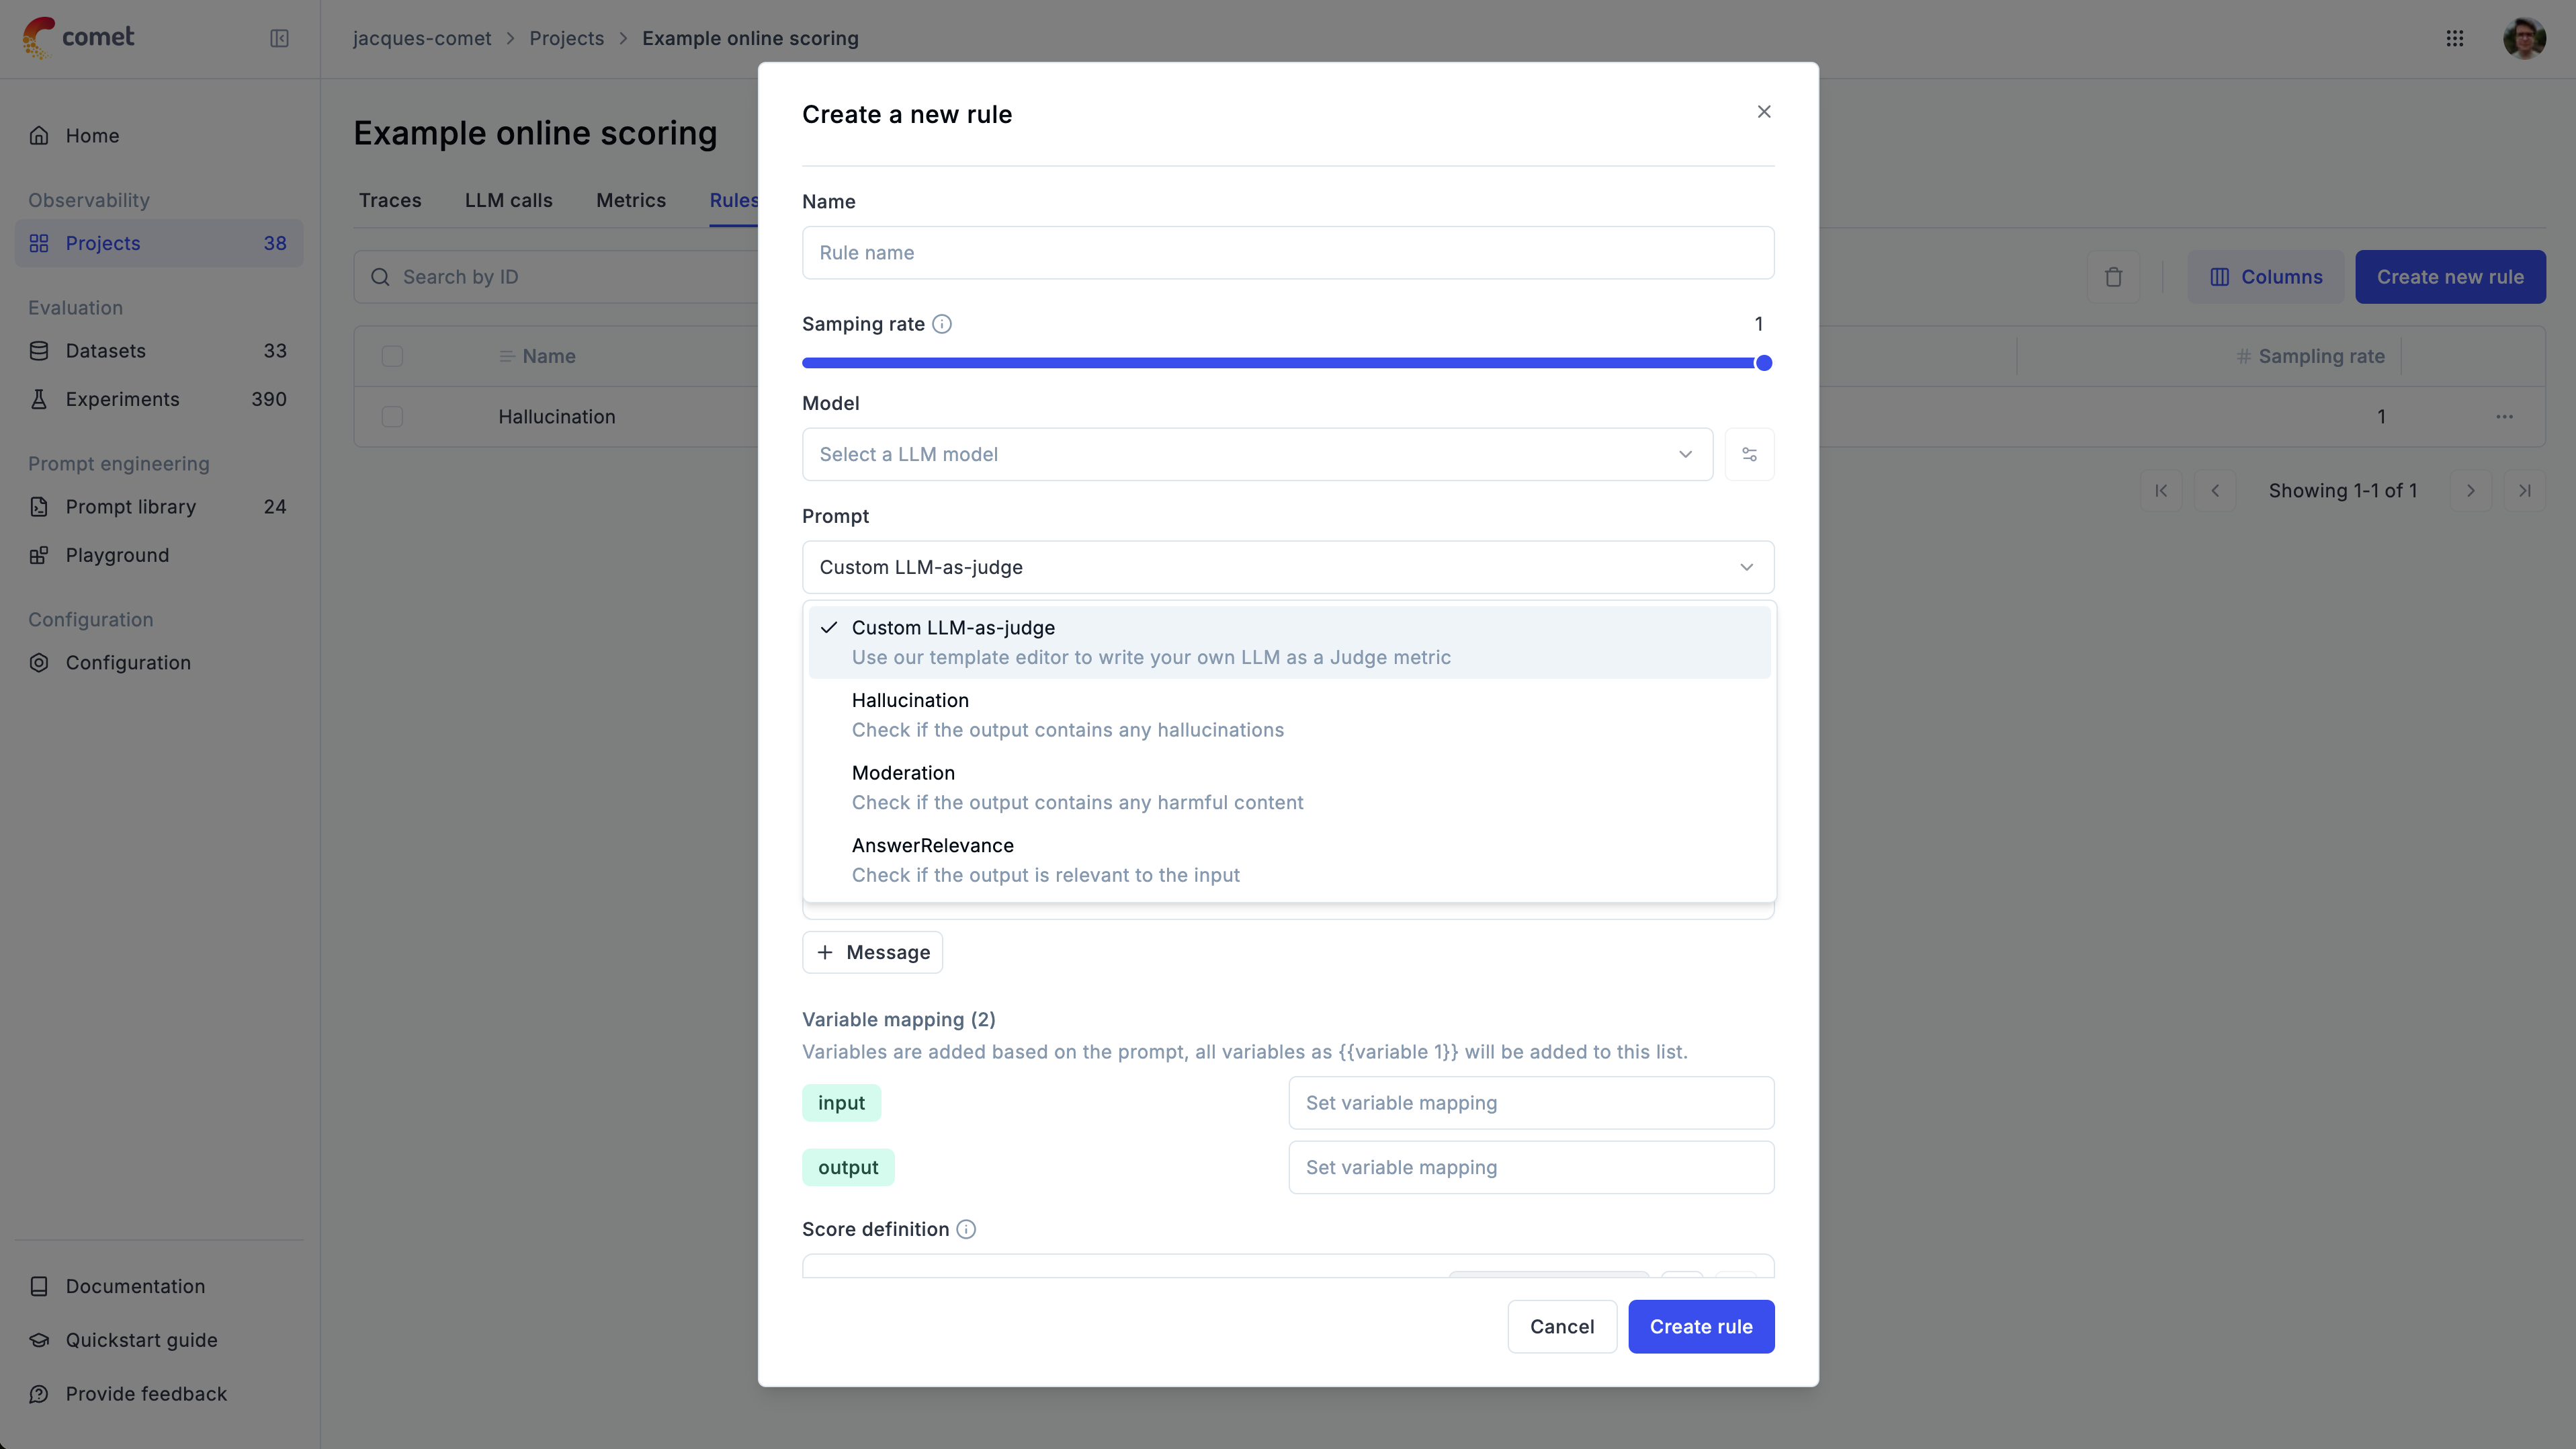 comet
jacques-comet > Projects > Example online scoring
Home
Observability
Projects 38
Evaluation
Datasets 33
Experiments 390
Prompt engineering
Prompt library 24
Playground
Configuration
Configuration
Documentation
Quickstart guide
Provide feedback
Example online scoring
Traces LLM calls Metrics Rules
Search by ID
Columns
Create new rule
Name
# Sampling rate
Hallucination
1
Showing 1-1 of 1
Create a new rule
Name
Rule name
Samping rate
1
Model
Select a LLM model
Prompt
Custom LLM-as-judge
Custom LLM-as-judge
Use our template editor to write your own LLM as a Judge metric
Hallucination
Check if the output contains any hallucinations
Moderation
Check if the output contains any harmful content
AnswerRelevance
Check if the output is relevant to the input
+ Message
Variable mapping (2)
Variables are added based on the prompt, all variables as {{variable 1}} will be added to this list.
input
Set variable mapping
output
Set variable mapping
Score definition
Cancel
Create rule